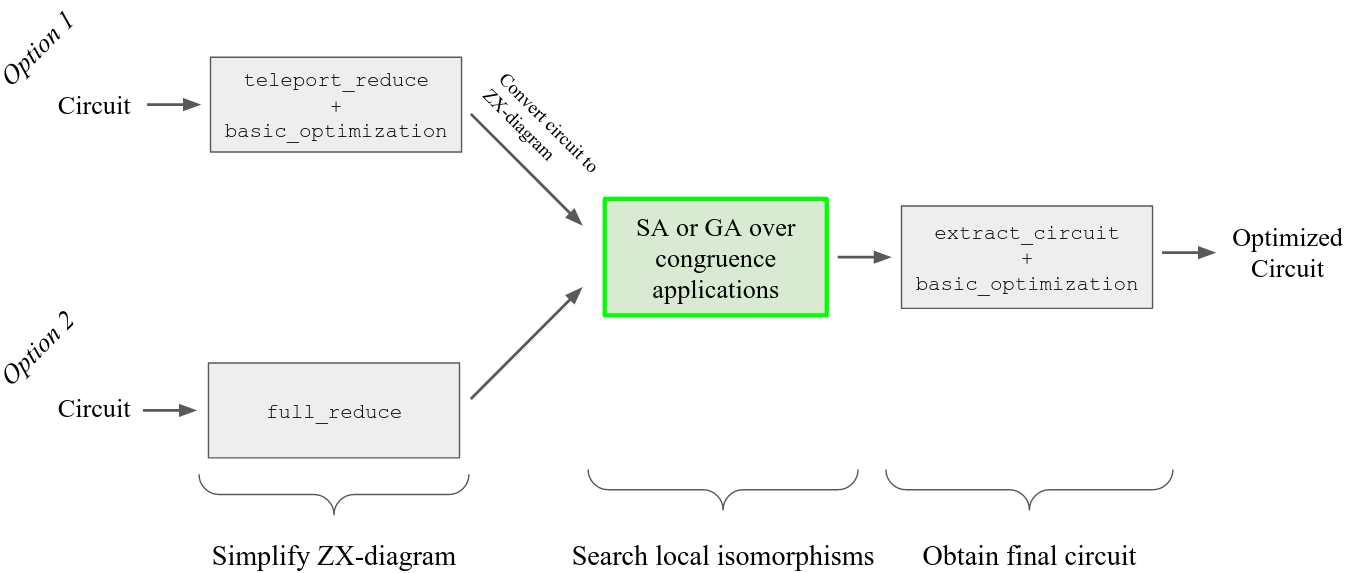 Option 1
Circuit
teleport_reduce
+
basic_optimization
Convert circuit to
ZX-diagram
SA or GA over
congruence
applications
extract_circuit
+
basic_optimization
Optimized
Circuit
Option 2
Circuit
full_reduce
Simplify ZX-diagram
Search local isomorphisms
Obtain final circuit